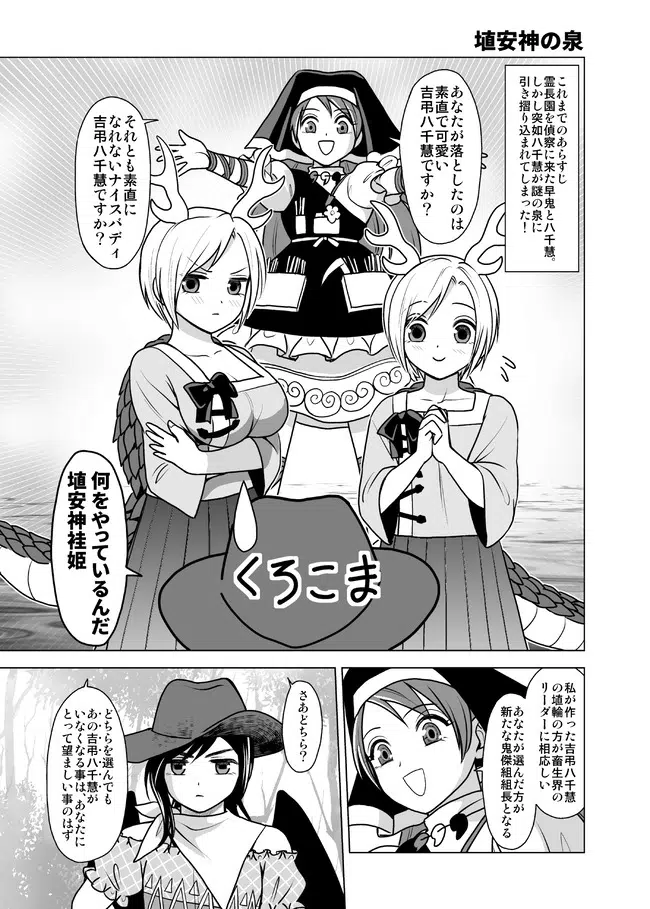 埴安神の泉
これまでのあらすじ
霊長園を偵察に来た早鬼と八千慧。
しかし突如八千慧が謎の泉に
引き摺り込まれてしまった！
あなたが落としたのは
素直で可愛い
吉弔八千慧ですか？
それとも素直に
なれないナイスバディ
吉弔八千慧ですか？
何をやっているんだ
埴安神袿姫
くろこま
私が作った吉弔八千慧
の埴輪の方が畜生界の
リーダーに相応しい
あなたが選んだ方が
新たな鬼傑組組長となる
さあどちら？
どちらを選んでも
あの吉弔八千慧が
いなくなる事は、あなたに
とって望ましい事のはず